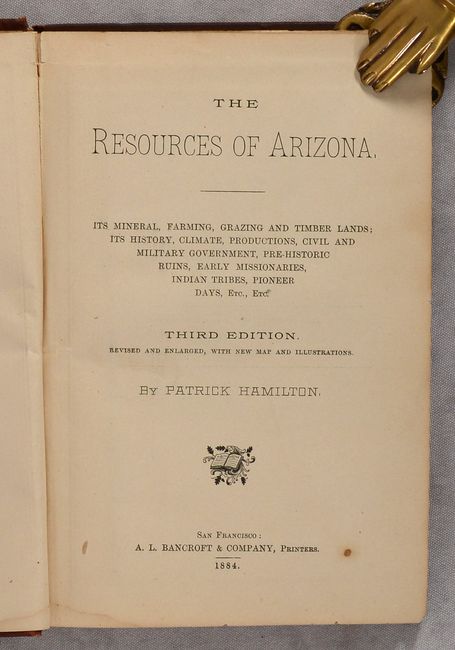 THE
RESOURCES OF ARIZONA.
ITS MINERAL, FARMING, GRAZING AND TIMBER LANDS;
ITS HISTORY, CLIMATE, PRODUCTIONS, CIVIL AND
MILITARY GOVERNMENT, PRE-HISTORIC
RUINS, EARLY MISSIONARIES,
INDIAN TRIBES, PIONEER
DAYS, ETC., ETC.
THIRD EDITION.
REVISED AND ENLARGED, WITH NEW MAP AND ILLUSTRATIONS.
BY PATRICK HAMILTON.
SAN FRANCISCO:
A. L. BANCROFT & COMPANY, PRINTERS.
1884.